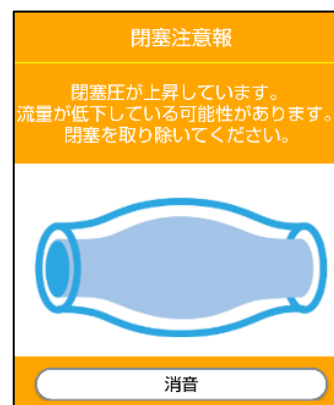 閉塞注意報
閉塞圧が上昇しています。
流量が低下している可能性があります。
閉塞を取り除いてください。
消音